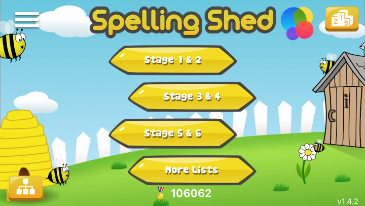 Spelling Shed
Stage 1 & 2
Stage 3 & 4
Stage 5 & 6
More Lists
106062
v1.4.2